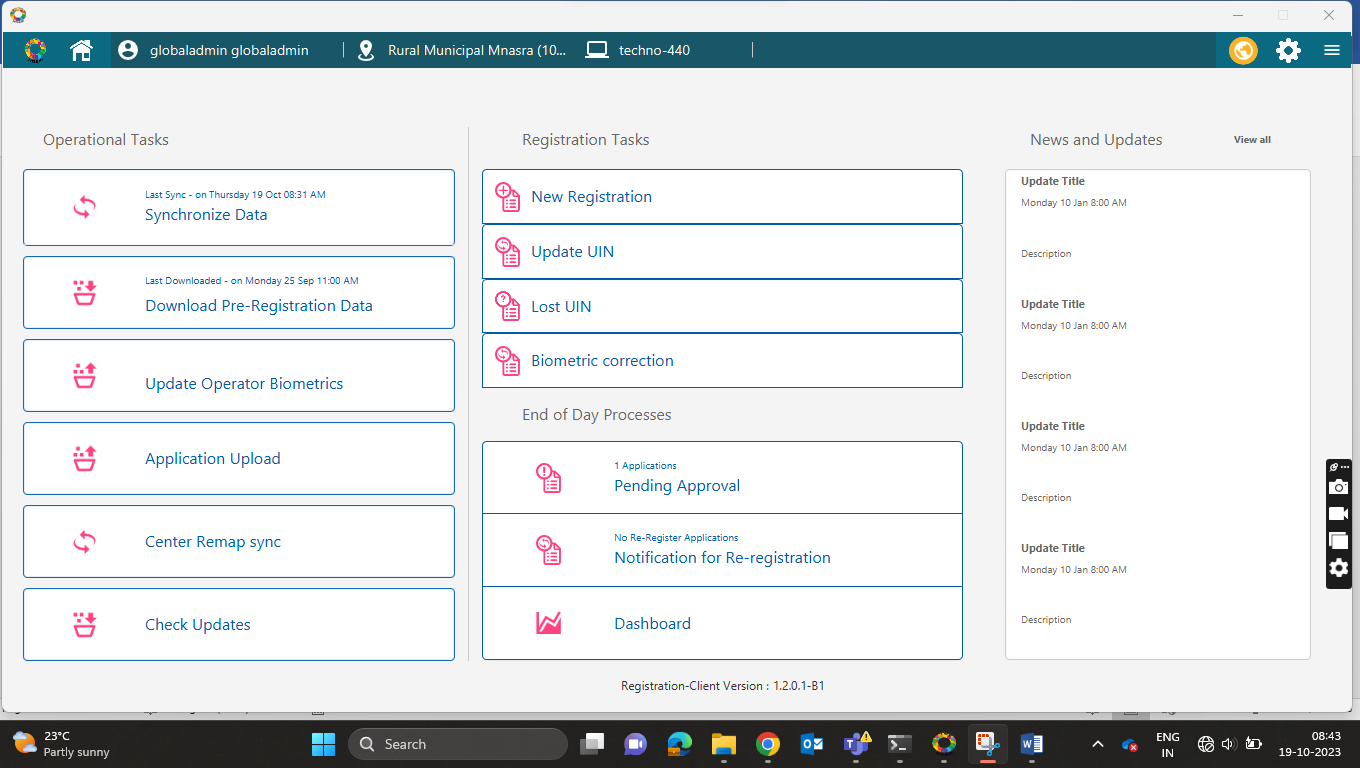 globaladmin globaladmin
Rural Municipal Mnasra (10...
techno-440
Operational Tasks
Last Sync - on Thursday 19 Oct 08:31 AM
Synchronize Data
Last Downloaded - on Monday 25 Sep 11:00 AM
Download Pre-Registration Data
Update Operator Biometrics
Application Upload
Center Remap sync
Check Updates
Registration Tasks
New Registration
Update UIN
Lost UIN
Biometric correction
End of Day Processes
1 Applications
Pending Approval
No Re-Register Applications
Notification for Re-registration
Dashboard
News and Updates
View all
Update Title
Monday 10 Jan 8:00 AM
Description
Update Title
Monday 10 Jan 8:00 AM
Description
Update Title
Monday 10 Jan 8:00 AM
Description
Update Title
Monday 10 Jan 8:00 AM
Description
Registration-Client Version : 1.2.0.1-B1
23°C
Partly sunny
Search
ENG
IN
08:43
19-10-2023